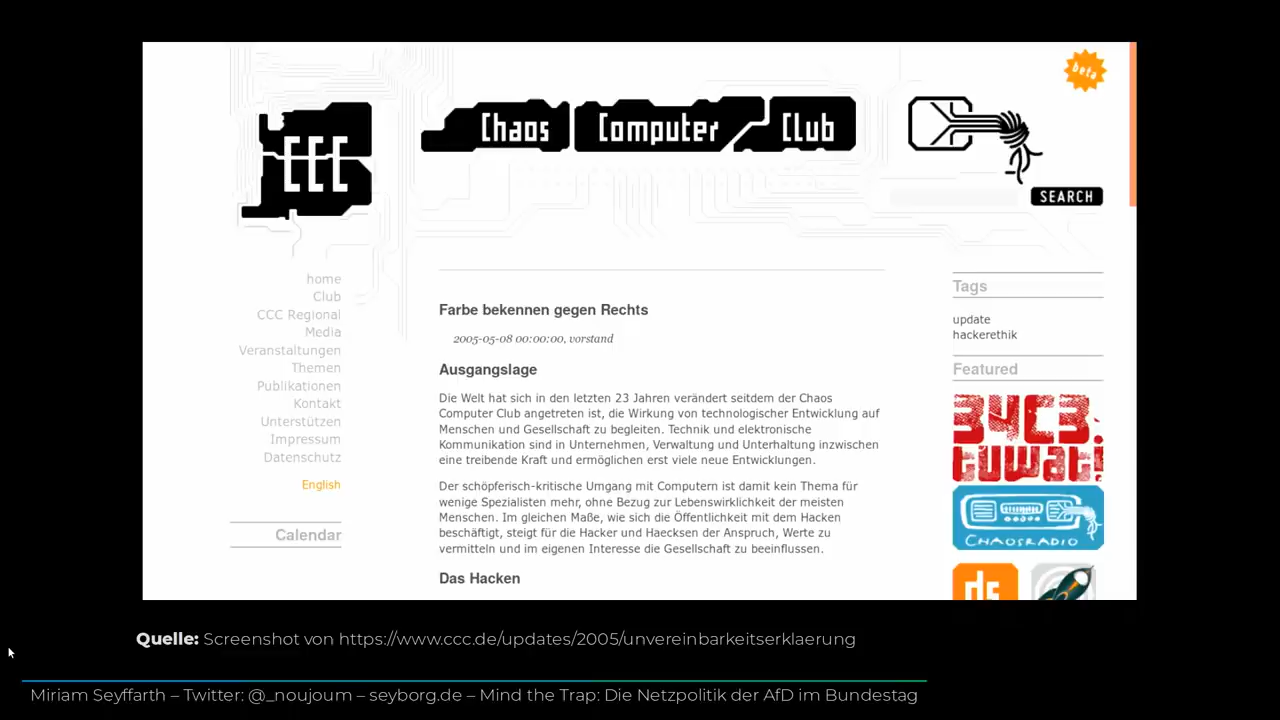 beta
CCC
Chaos Computer Club
SEARCH
home
Club
CCC Regional
Media
Veranstaltungen
Themen
Publikationen
Kontakt
Unterstützen
Impressum
Datenschutz
English
Calendar
Farbe bekennen gegen Rechts
2005-05-08 00:00:00, vorstand
Ausgangslage
Die Welt hat sich in den letzten 23 Jahren verändert seitdem der Chaos
Computer Club angetreten ist, die Wirkung von technologischer Entwicklung auf
Menschen und Gesellschaft zu begleiten. Technik und elektronische
Kommunikation sind in Unternehmen, Verwaltung und Unterhaltung inzwischen
eine treibende Kraft und ermöglichen erst viele neue Entwicklungen.
Der schöpferisch-kritische Umgang mit Computern ist damit kein Thema für
wenige Spezialisten mehr, ohne Bezug zur Lebenswirklichkeit der meisten
Menschen. Im gleichen Maße, wie sich die Öffentlichkeit mit dem Hacken
beschäftigt, steigt für die Hacker und Haecksen der Anspruch, Werte zu
vermitteln und im eigenen Interesse die Gesellschaft zu beeinflussen.
Das Hacken
Tags
update
hackerethik
Featured
34C3
tuwat!
CHAOSRADIO
ds
Quelle: Screenshot von https://www.ccc.de/updates/2005/unvereinbarkeitserklaerung
Miriam Seyffarth – Twitter: @_noujoum – seyborg.de – Mind the Trap: Die Netzpolitik der AfD im Bundestag